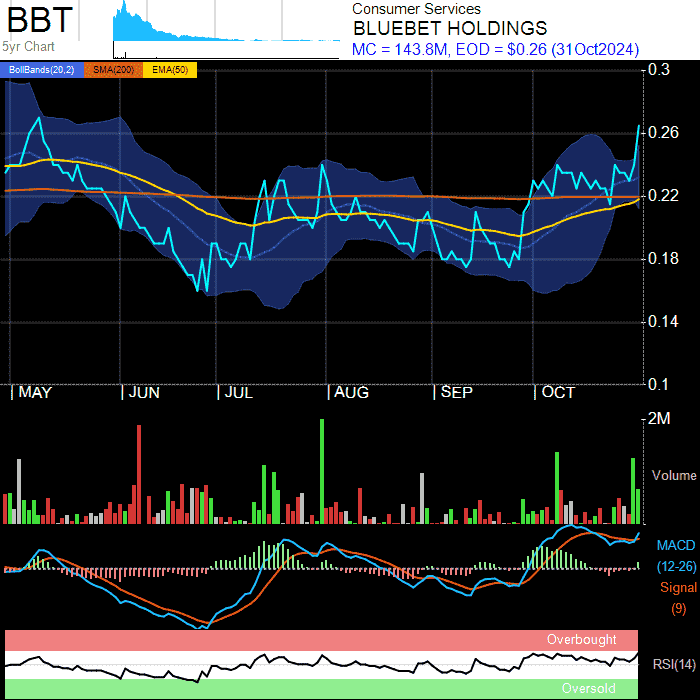 BBT
5yr Chart
Consumer Services
BLUEBET HOLDINGS
MC = 143.8M, EOD = $0.26 (31Oct2024)
BollBands(20,2) SMA(200) EMA(50)
0.3
0.26
0.22
0.18
0.14
0.1
MAY JUN JUL AUG SEP OCT
2M
Volume
MACD
(12-26)
Signal
(9)
Overbought
RSI(14)
Oversold